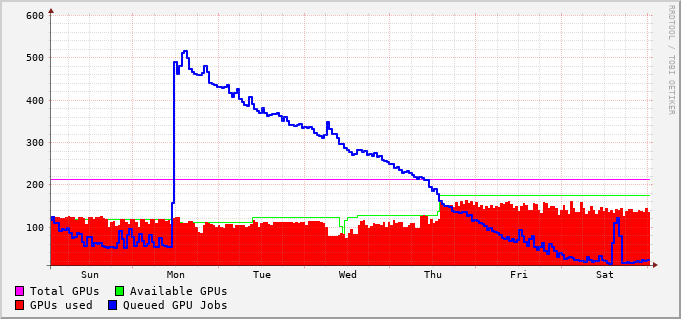 600
500
400
300
200
100
Sun Mon Tue Wed Thu Fri Sat
Total GPUs Available GPUs
GPUs used Queued GPU Jobs
RRDTOOL / TOBI OETIKER